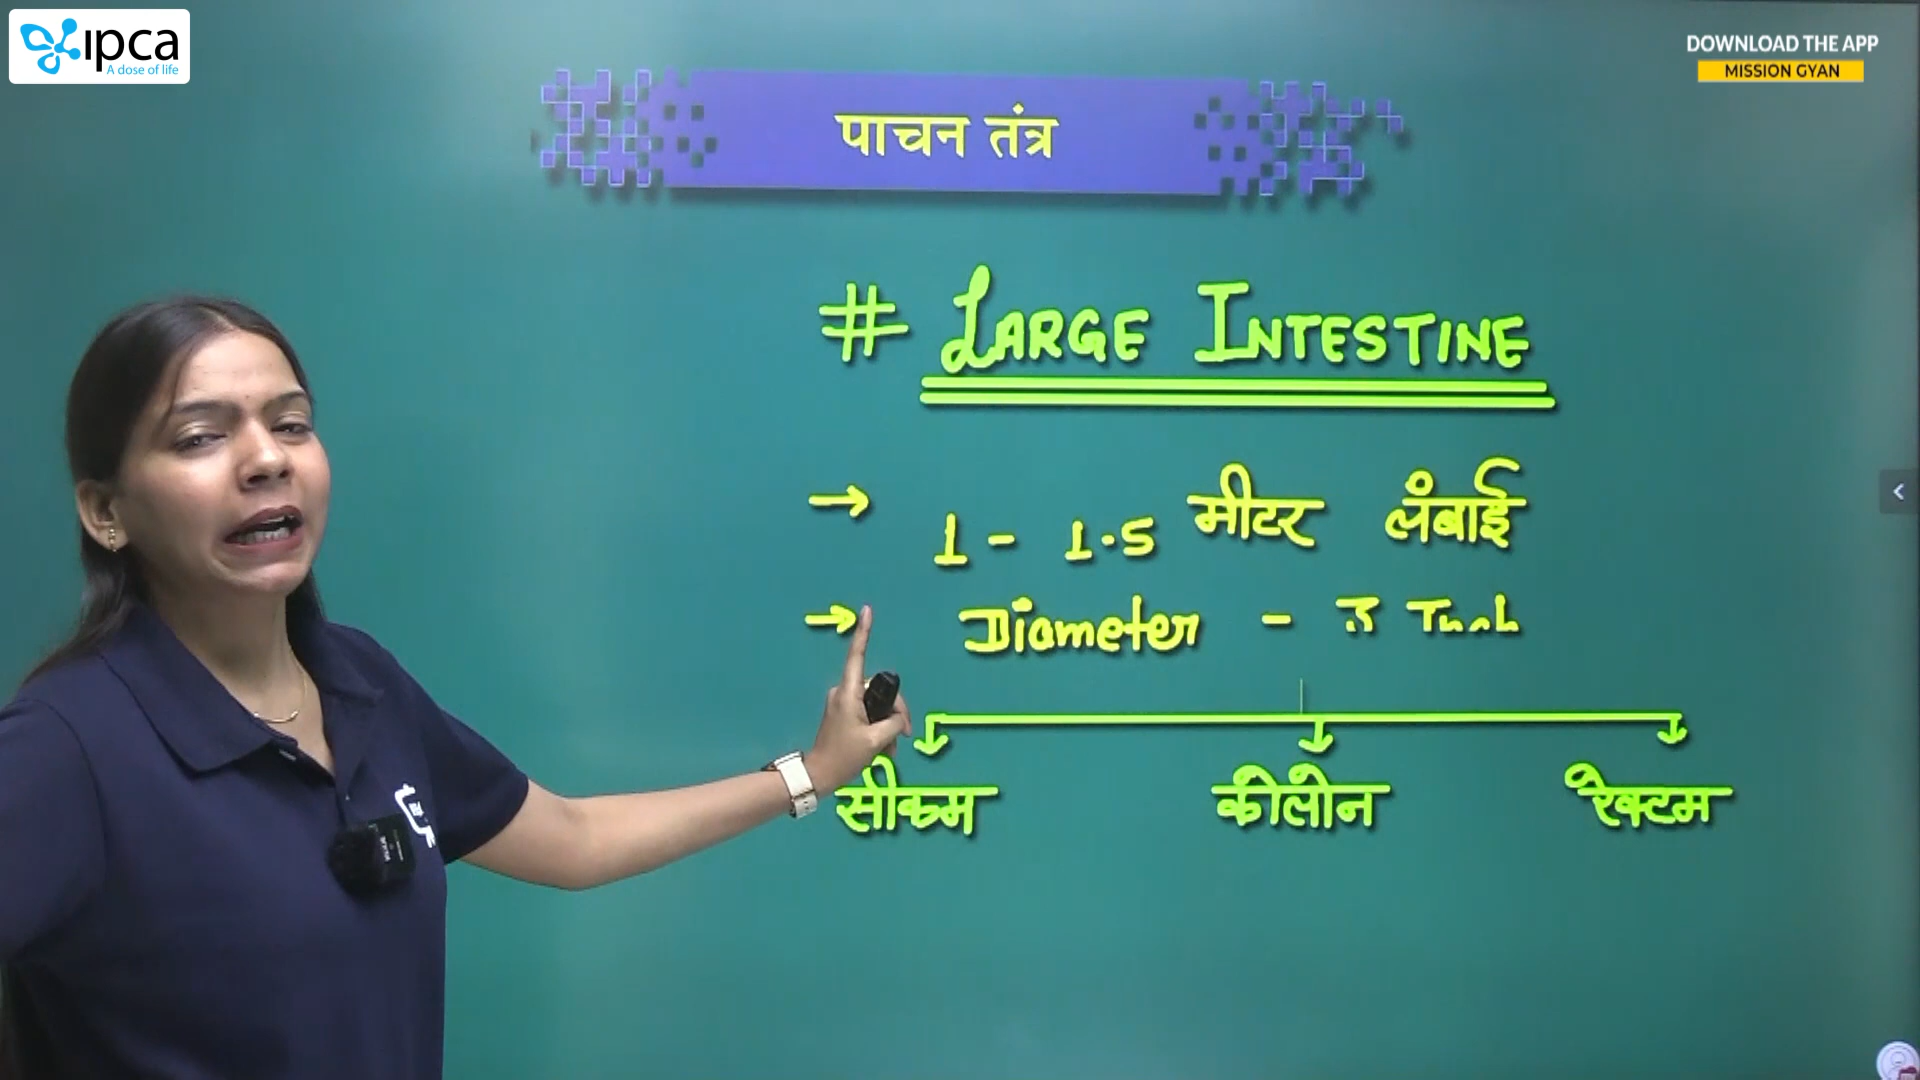 ipca
A dose of life
DOWNLOAD THE APP
MISSION GYAN
पाचन तंत्र
# LARGE INTESTINE
→ 1 - 1.5 मीटर लंबाई
→ Diameter -
सीकम कोलोन रेक्टम